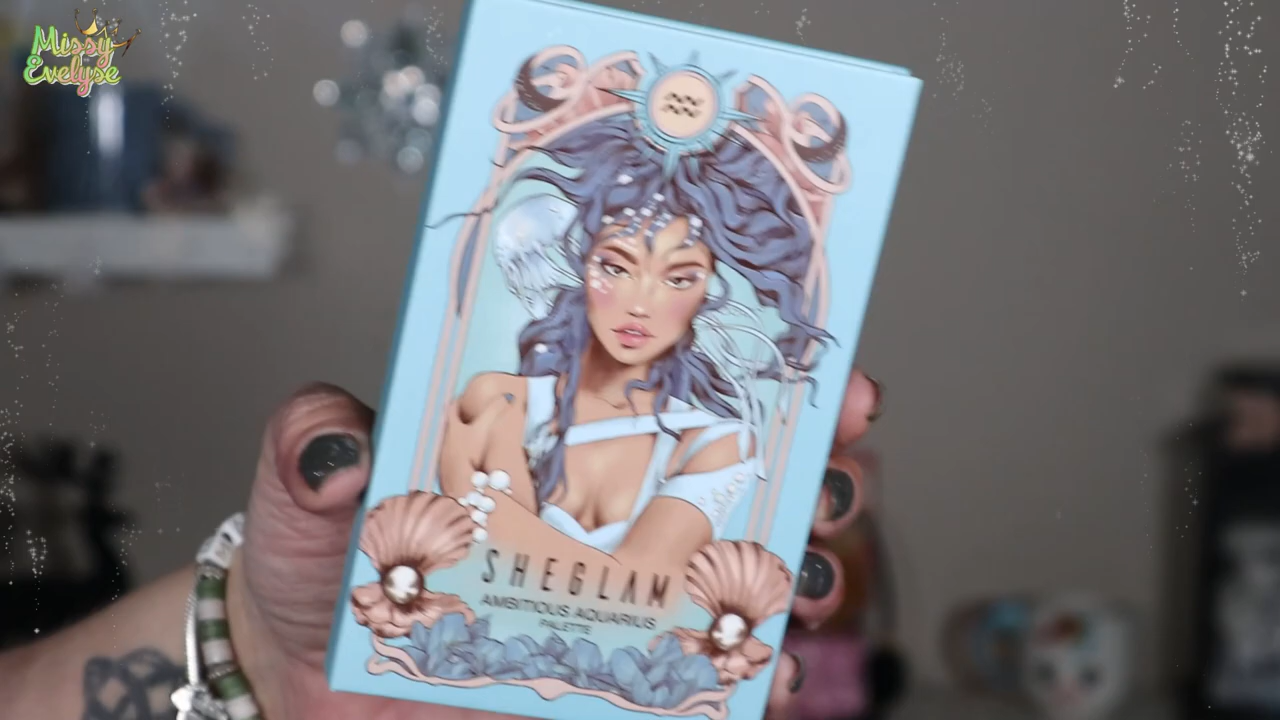 Missy
Evelyse
SHEGLAM
AMBITIOUS AQUARIUS
PALETTE